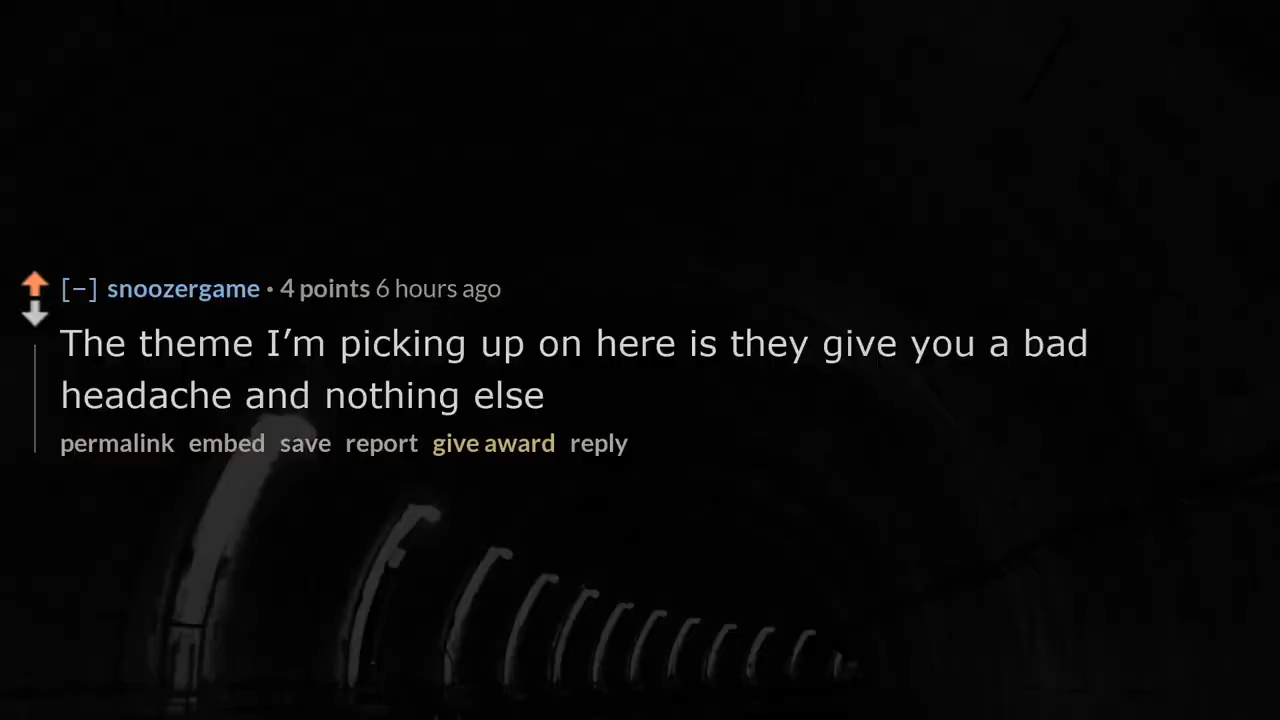 [–] snoozergame • 4 points 6 hours ago
The theme I’m picking up on here is they give you a bad
headache and nothing else
permalink embed save report give award reply